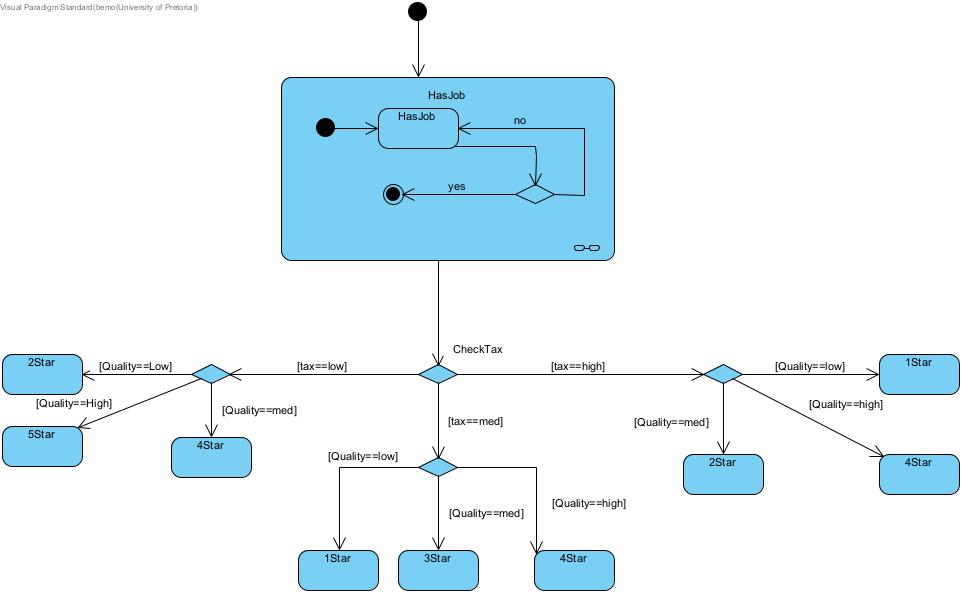 Visual Paradigm Standard(bemo(University of Pretoria))
HasJob
HasJob
no
yes
CheckTax
2Star
[Quality==Low]
[tax==low]
[tax==high]
[Quality==low]
1Star
[Quality==High]
[Quality==med]
[tax==med]
[Quality==med]
[Quality==high]
5Star
4Star
[Quality==low]
2Star
4Star
[Quality==med]
[Quality==high]
1Star
3Star
4Star